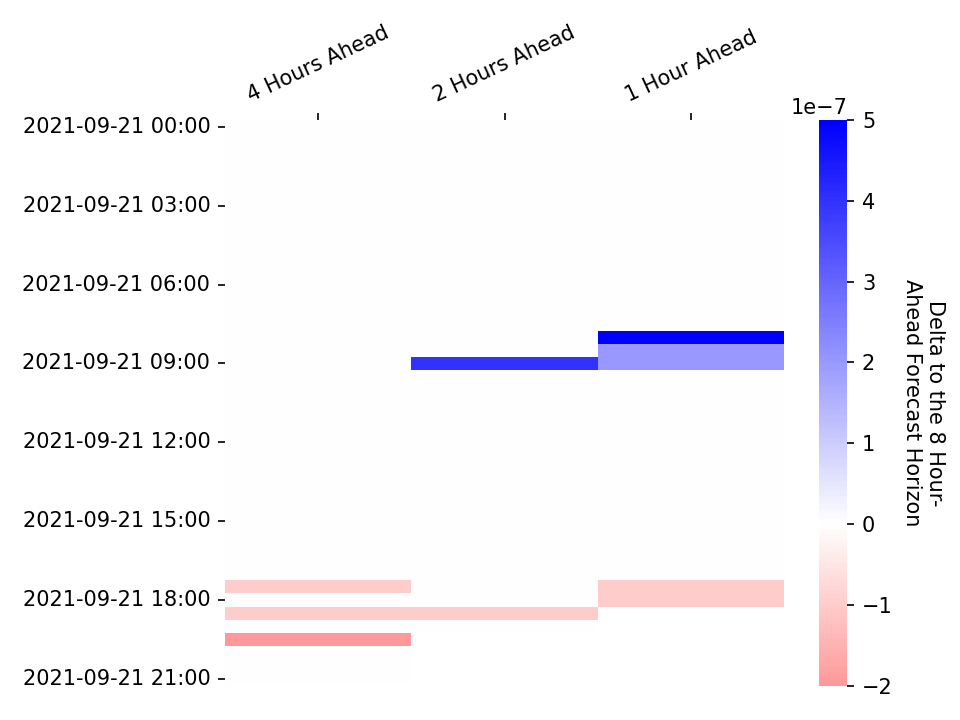 4 Hours Ahead
2 Hours Ahead
1 Hour Ahead
2021-09-21 00:00
2021-09-21 03:00
2021-09-21 06:00
2021-09-21 09:00
2021-09-21 12:00
2021-09-21 15:00
2021-09-21 18:00
2021-09-21 21:00
1e−7
5
4
3
2
1
0
−1
−2
Delta to the 8 Hour-
Ahead Forecast Horizon